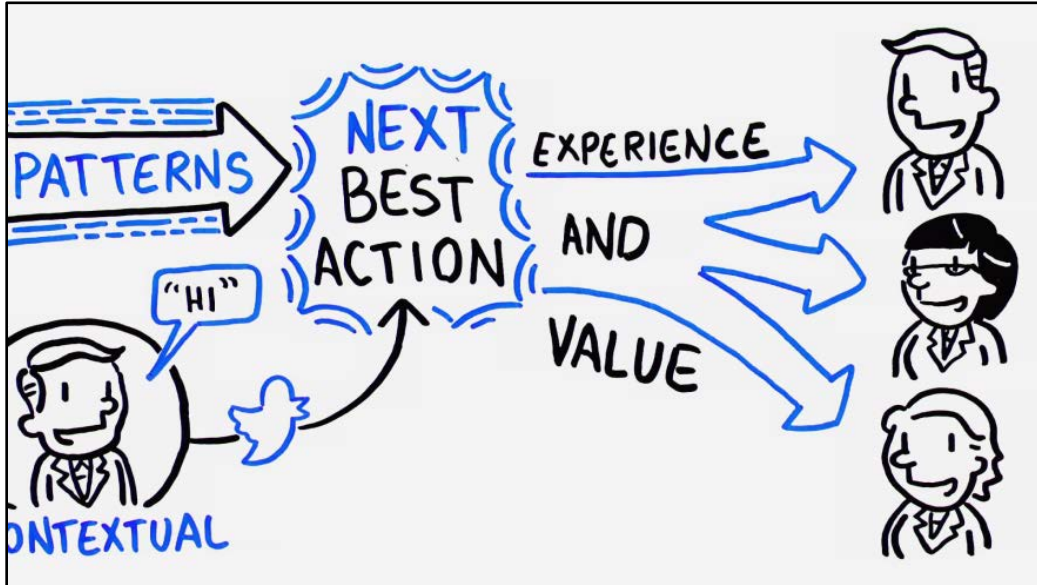 PATTERNS
NEXT
BEST
ACTION
EXPERIENCE
AND
VALUE
"HI"
ONTEXTUAL